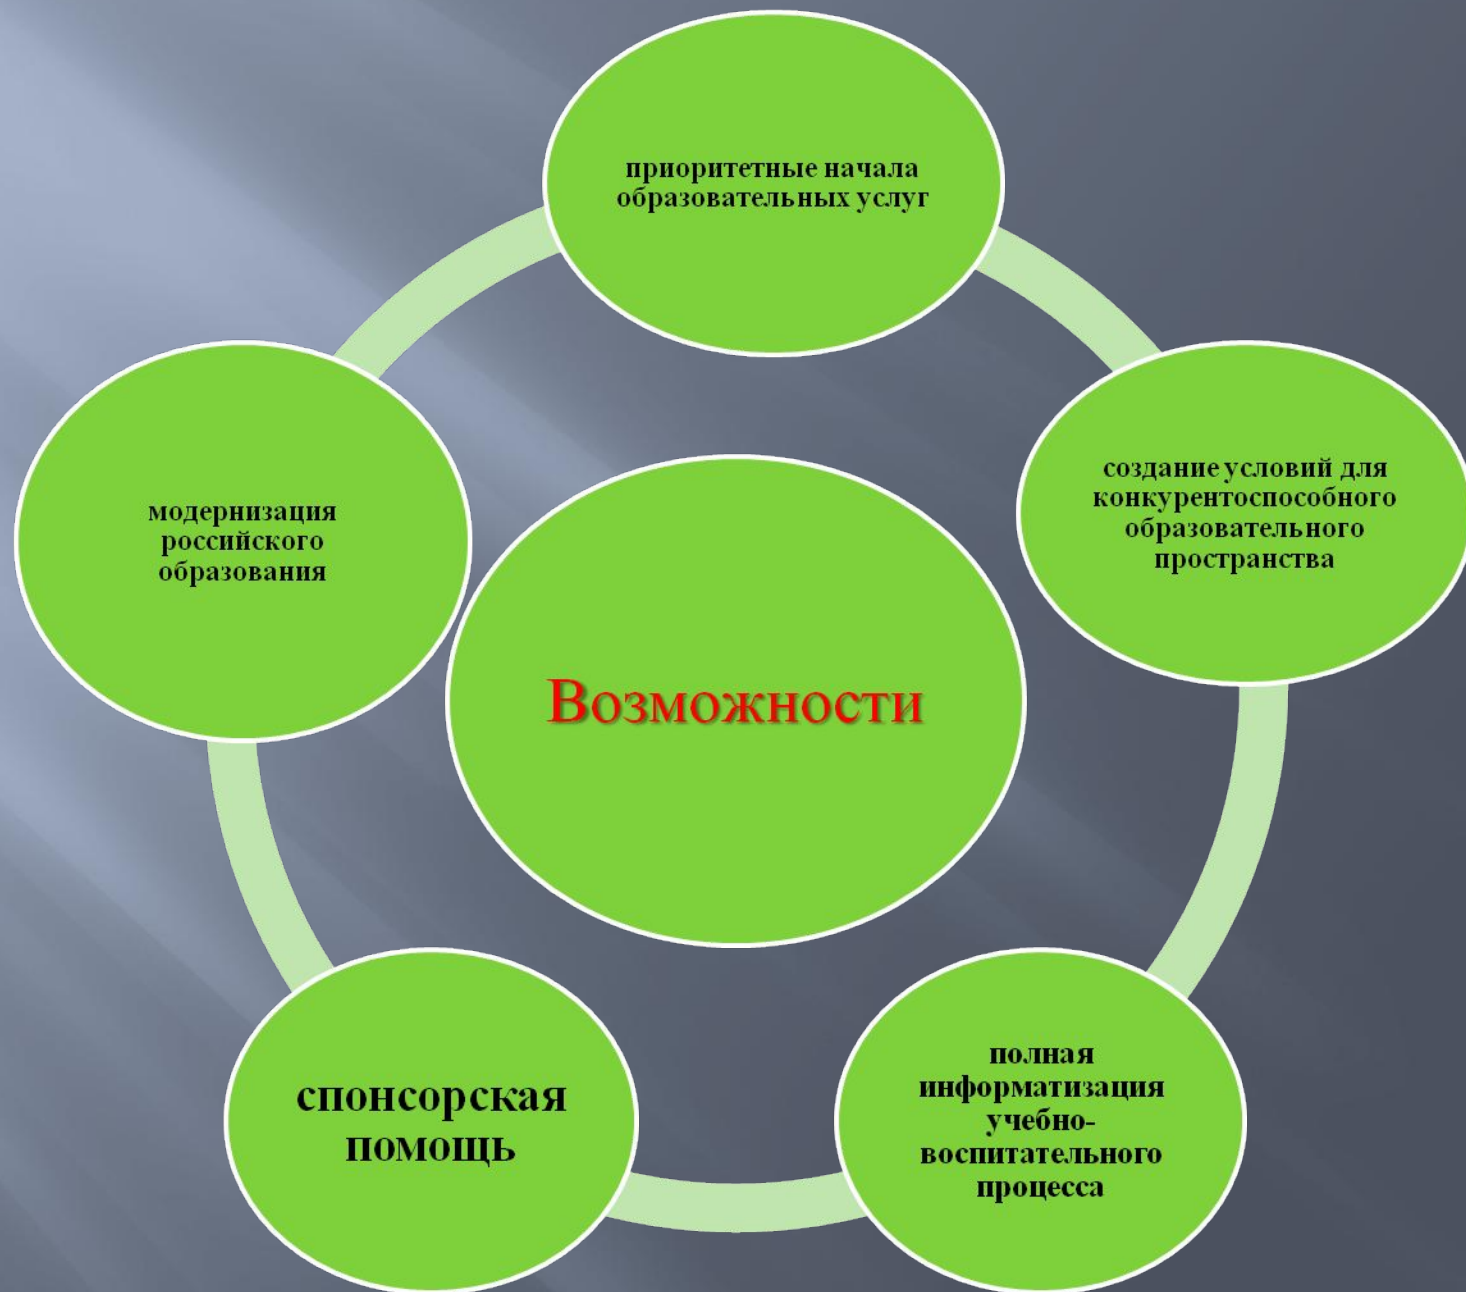 приоритетные начала
образовательных услуг
создание условий для
конкурентоспособного
образовательного
пространства
полная
информатизация
учебно-
воспитательного
процесса
спонсорская
помощь
модернизация
российского
образования
Возможности